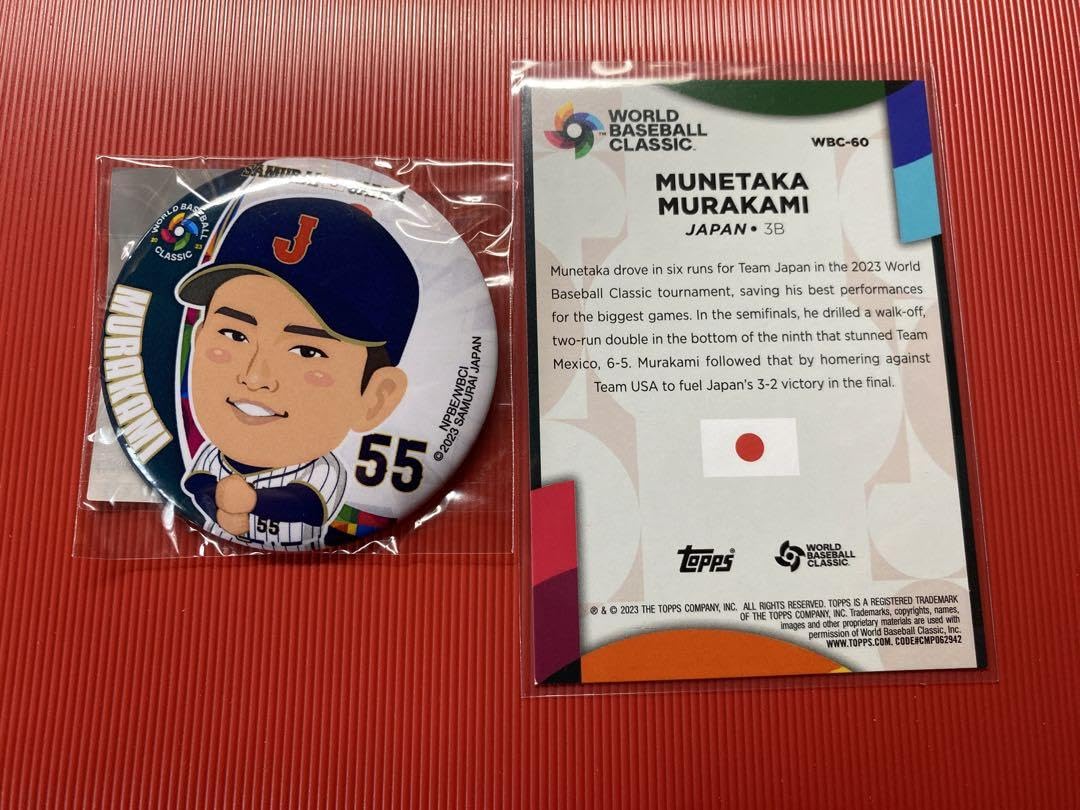 SAMURAI JAPAN
WORLD BASEBALL
20 23
CLASSIC
MURAKAMI
J
NPBE/WBCI
©2023 SAMURAI JAPAN
55
55
WORLD
BASEBALL
CLASSIC™
WBC-60
MUNETAKA
MURAKAMI
JAPAN • 3B
Munetaka drove in six runs for Team Japan in the 2023 World
Baseball Classic tournament, saving his best performances
for the biggest games. In the semifinals, he drilled a walk-off,
two-run double in the bottom of the ninth that stunned Team
Mexico, 6-5. Murakami followed that by homering against
Team USA to fuel Japan's 3-2 victory in the final.
TOPPS®
WORLD
BASEBALL
CLASSIC
® & © 2023 THE TOPPS COMPANY, INC. ALL RIGHTS RESERVED. TOPPS IS A REGISTERED TRADEMARK
OF THE TOPPS COMPANY, INC. Trademarks, copyrights, names,
images and other proprietary materials are used with
permission of World Baseball Classic, Inc.
WWW.TOPPS.COM. CODE#CMP062942